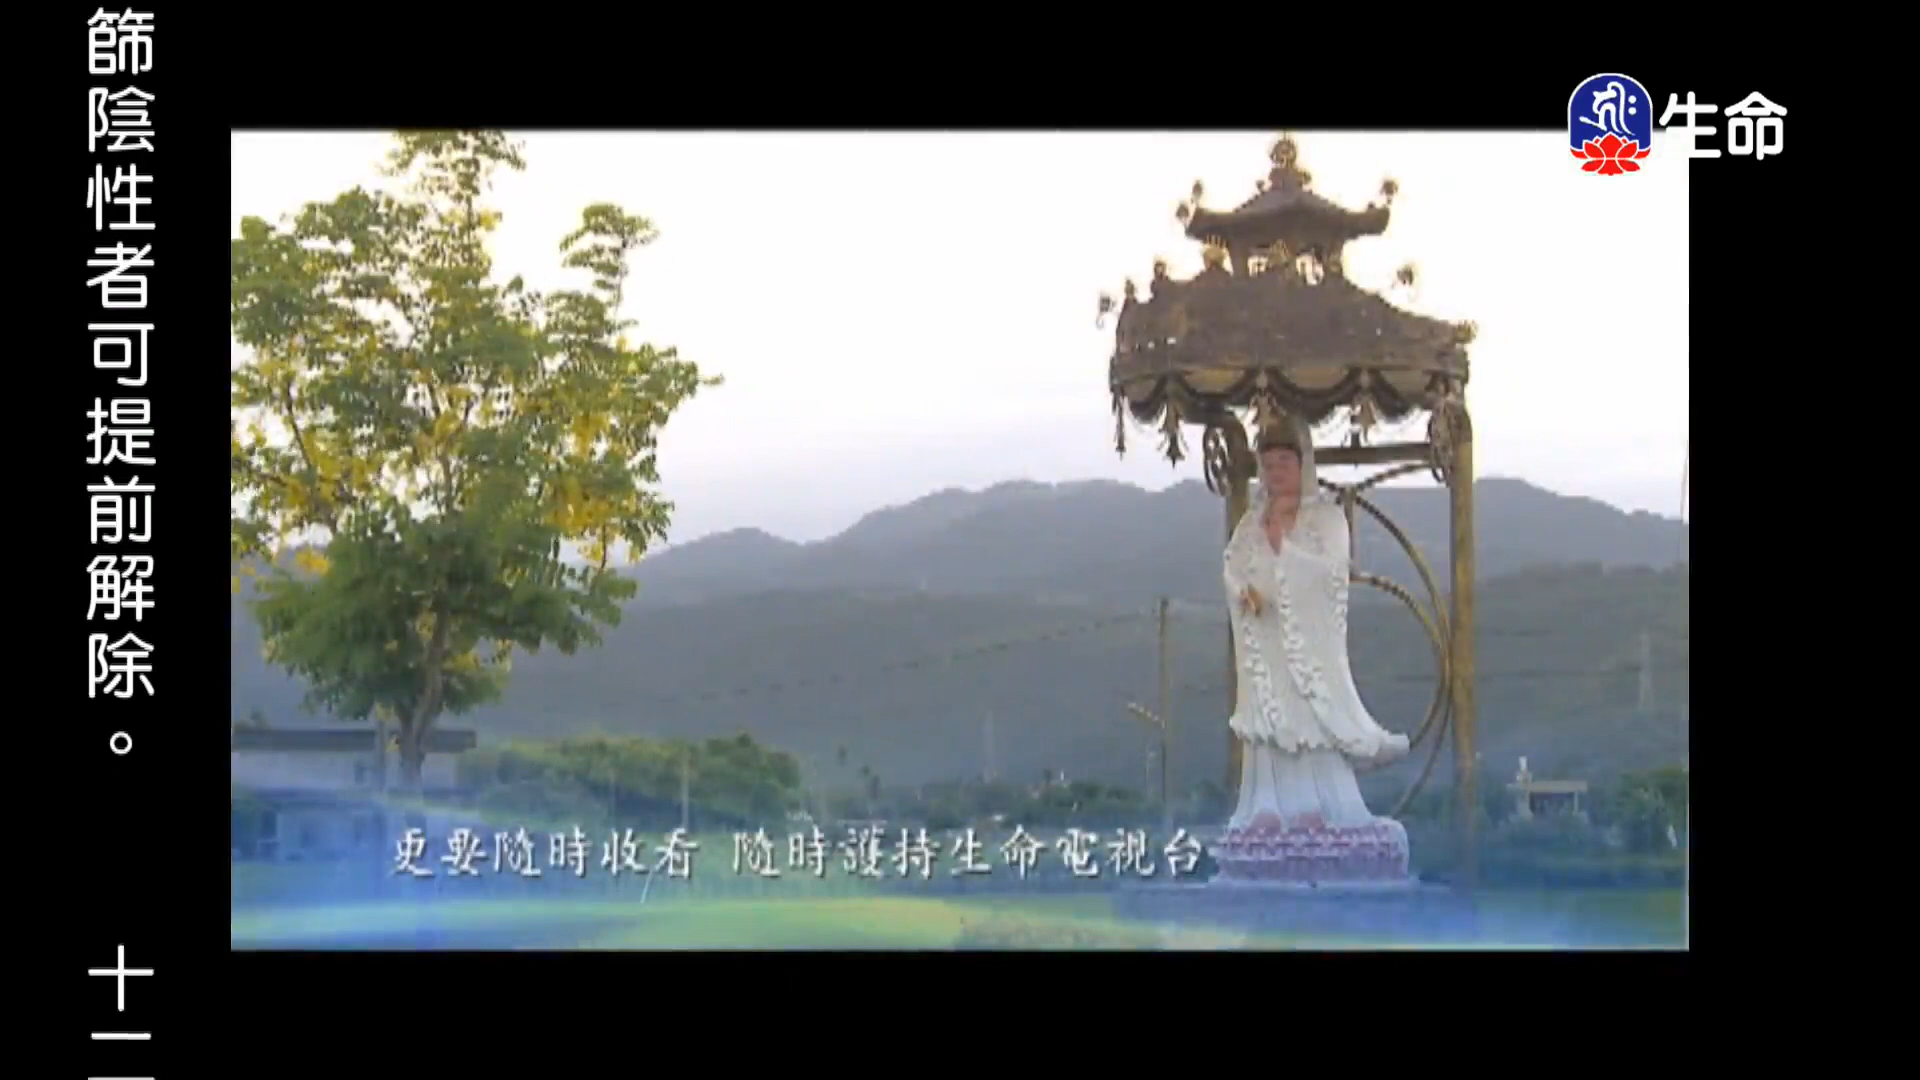 篩陰性者可提前解除。 十二
生命
更要隨時收看 隨時護持生命電視台